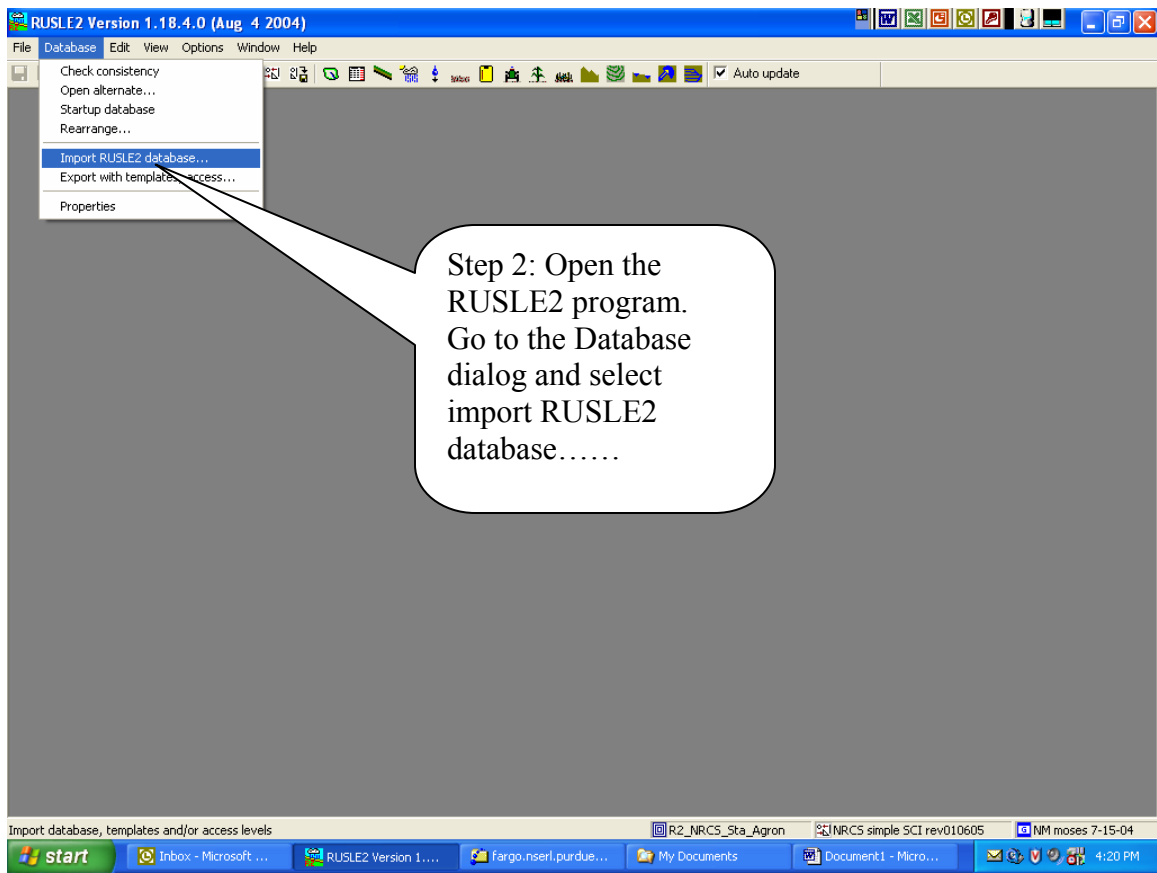 RUSLE2 Version 1.18.4.0 (Aug 4 2004)
File Database Edit View Options Window Help
Check consistency
Auto update
Open alternate...
Startup database
Rearrange...
Import RUSLE2 database...
Export with templates, access...
Properties
Step 2: Open the
RUSLE2 program.
Go to the Database
dialog and select
import RUSLE2
database……
Import database, templates and/or access levels R2_NRCS_Sta_Agron NRCS simple SCI rev010605 NM moses 7-15-04
start Inbox - Microsoft ... RUSLE2 Version 1.... fargo.nserl.purdue... My Documents Document1 - Micro... 4:20 PM